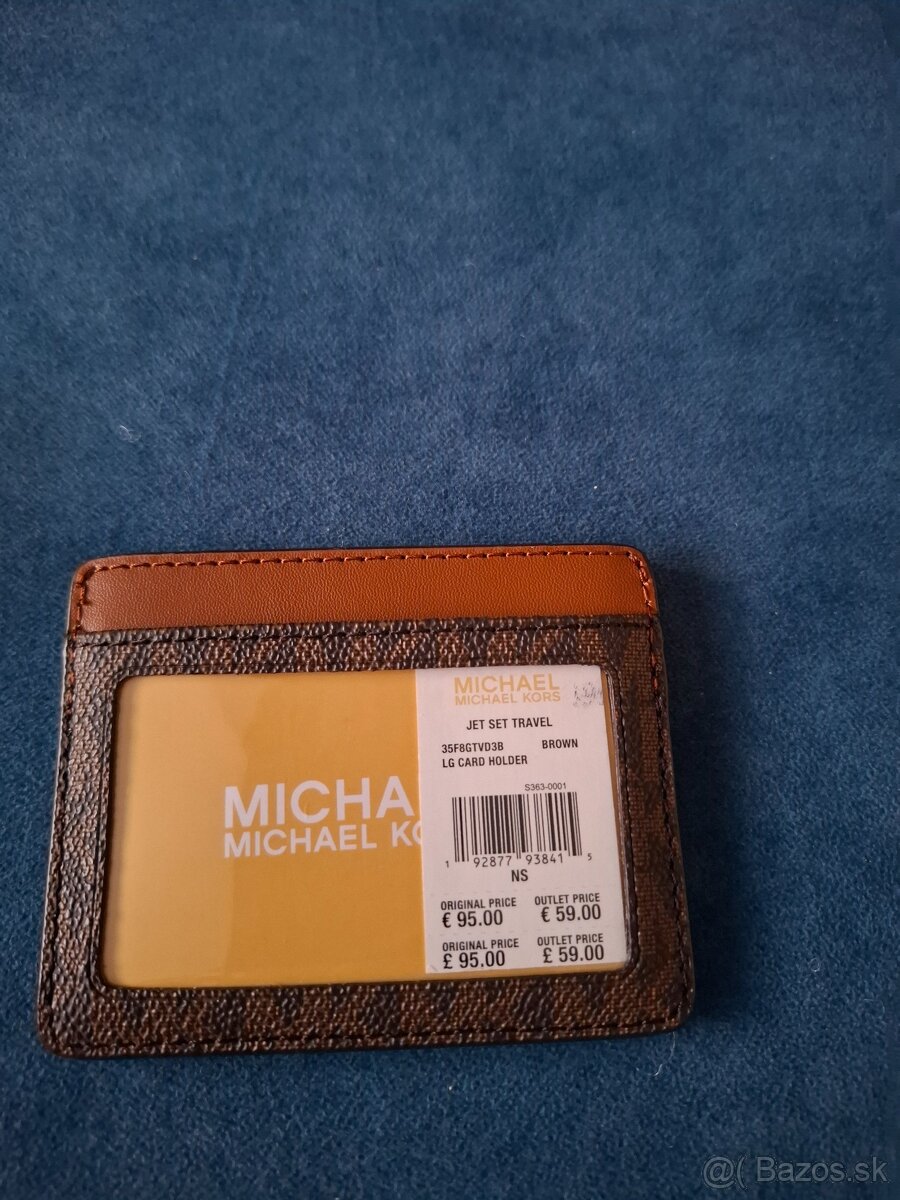 MICHA
MICHAEL KO
MICHAEL
MICHAEL KORS
JET SET TRAVEL
35F8GTVD3B BROWN
LG CARD HOLDER
S363-0001
1 92877 93841 5
NS
ORIGINAL PRICE OUTLET PRICE
€ 95.00 € 59.00
ORIGINAL PRICE OUTLET PRICE
£ 95.00 £ 59.00
@( Bazos.sk